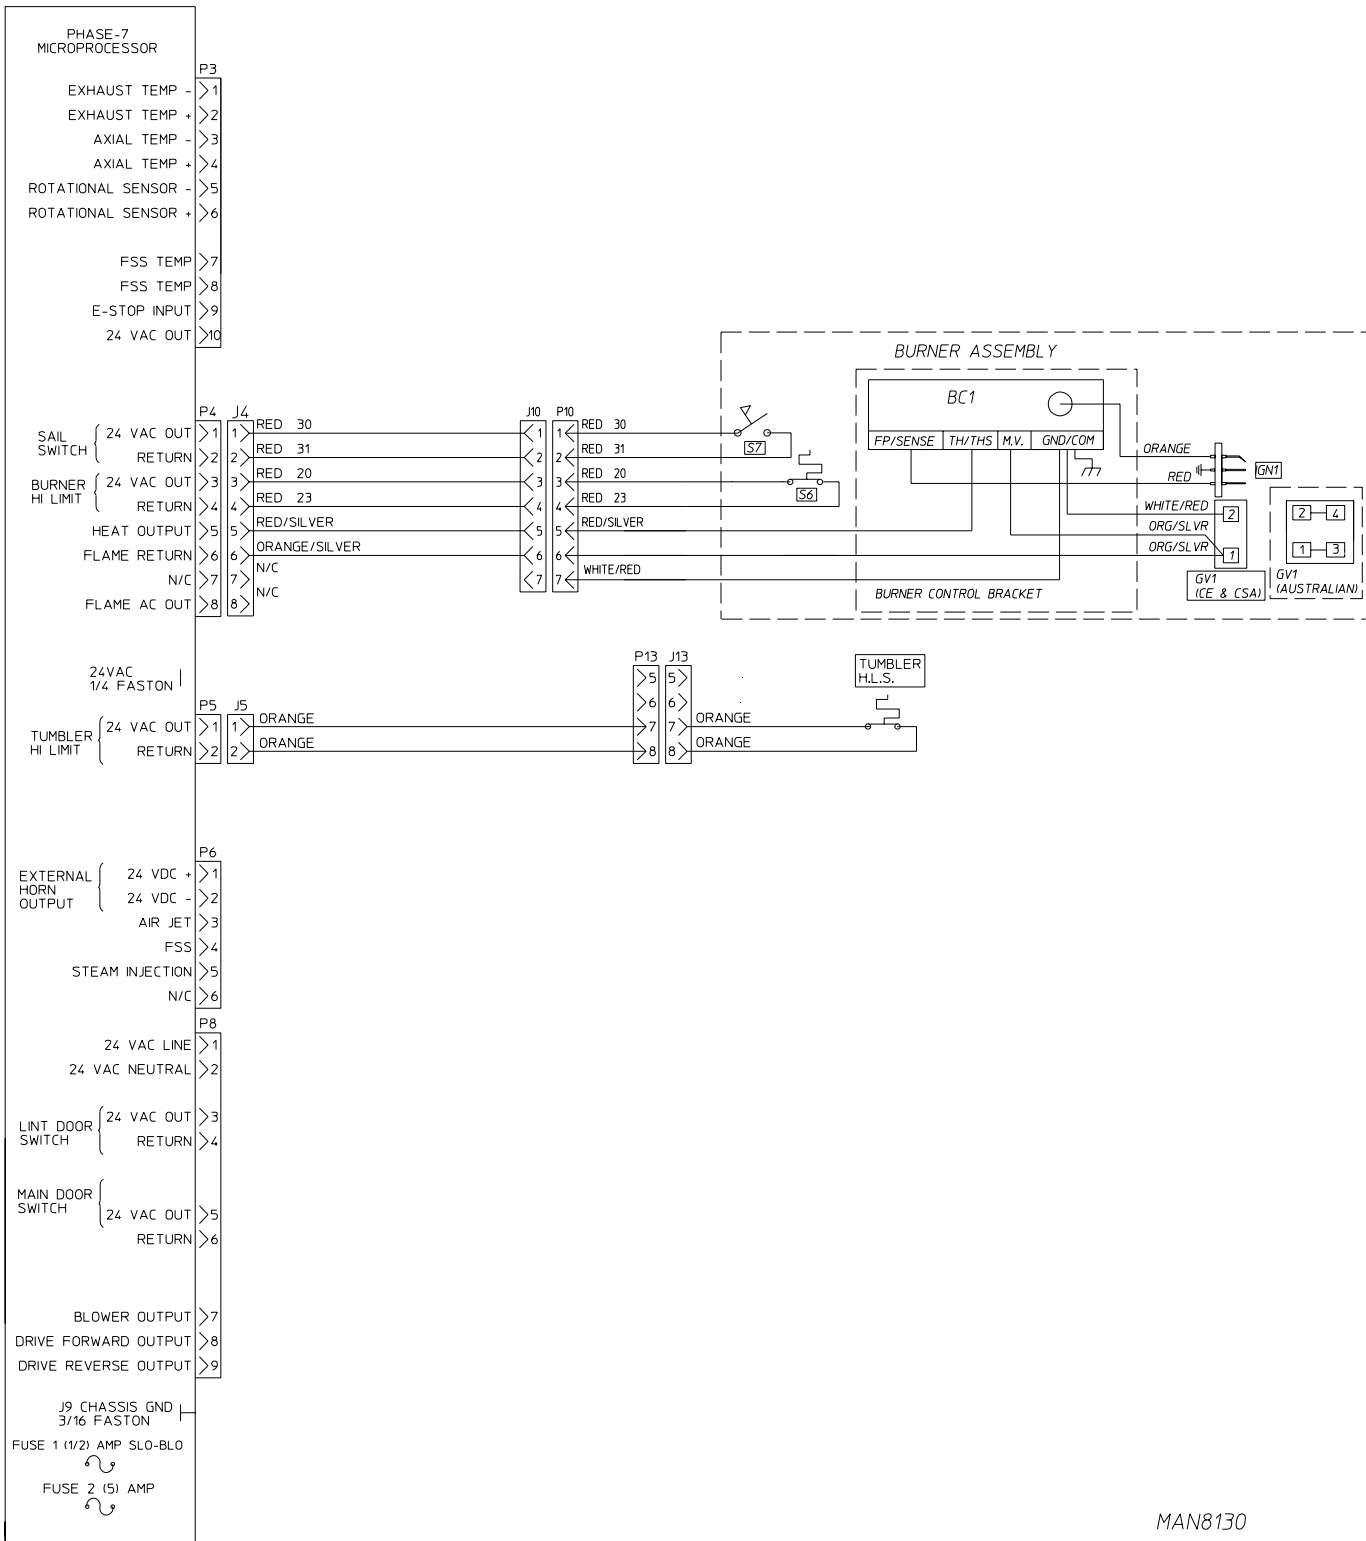 PHASE-7
MICROPROCESSOR
P3
EXHAUST TEMP - 1
EXHAUST TEMP + 2
AXIAL TEMP - 3
AXIAL TEMP + 4
ROTATIONAL SENSOR - 5
ROTATIONAL SENSOR + 6
FSS TEMP 7
FSS TEMP 8
E-STOP INPUT 9
24 VAC OUT 10
BURNER ASSEMBLY
BC1
FP/SENSE TH/THS M.V. GND/COM
P4 J4 J10 P10
SAIL
SWITCH
24 VAC OUT 1 1 RED 30 1 1 RED 30
S7
RETURN 2 2 RED 31 2 2 RED 31
BURNER
HI LIMIT
24 VAC OUT 3 3 RED 20 3 3 RED 20
S6
RETURN 4 4 RED 23 4 4 RED 23
HEAT OUTPUT 5 5 RED/SILVER 5 5 RED/SILVER
FLAME RETURN 6 6 ORANGE/SILVER 6 6
N/C 7 7 N/C 7 7 WHITE/RED
FLAME AC OUT 8 8 N/C
BURNER CONTROL BRACKET
ORANGE
RED
IGN1
WHITE/RED
ORG/SLVR
ORG/SLVR
2
1
GV1
(CE & CSA)
2 4
1 3
GV1
(AUSTRALIAN)
24VAC
1/4 FASTON
P5 J5
TUMBLER
HI LIMIT
24 VAC OUT 1 1 ORANGE
RETURN 2 2 ORANGE
P13 J13
5 5
6 6
7 7 ORANGE
8 8 ORANGE
TUMBLER
H.L.S.
P6
EXTERNAL
HORN
OUTPUT
24 VDC + 1
24 VDC - 2
AIR JET 3
FSS 4
STEAM INJECTION 5
N/C 6
P8
24 VAC LINE 1
24 VAC NEUTRAL 2
LINT DOOR
SWITCH
24 VAC OUT 3
RETURN 4
MAIN DOOR
SWITCH
24 VAC OUT 5
RETURN 6
BLOWER OUTPUT 7
DRIVE FORWARD OUTPUT 8
DRIVE REVERSE OUTPUT 9
J9 CHASSIS GND
3/16 FASTON
FUSE 1 (1/2) AMP SLO-BLO
FUSE 2 (5) AMP
MAN8130